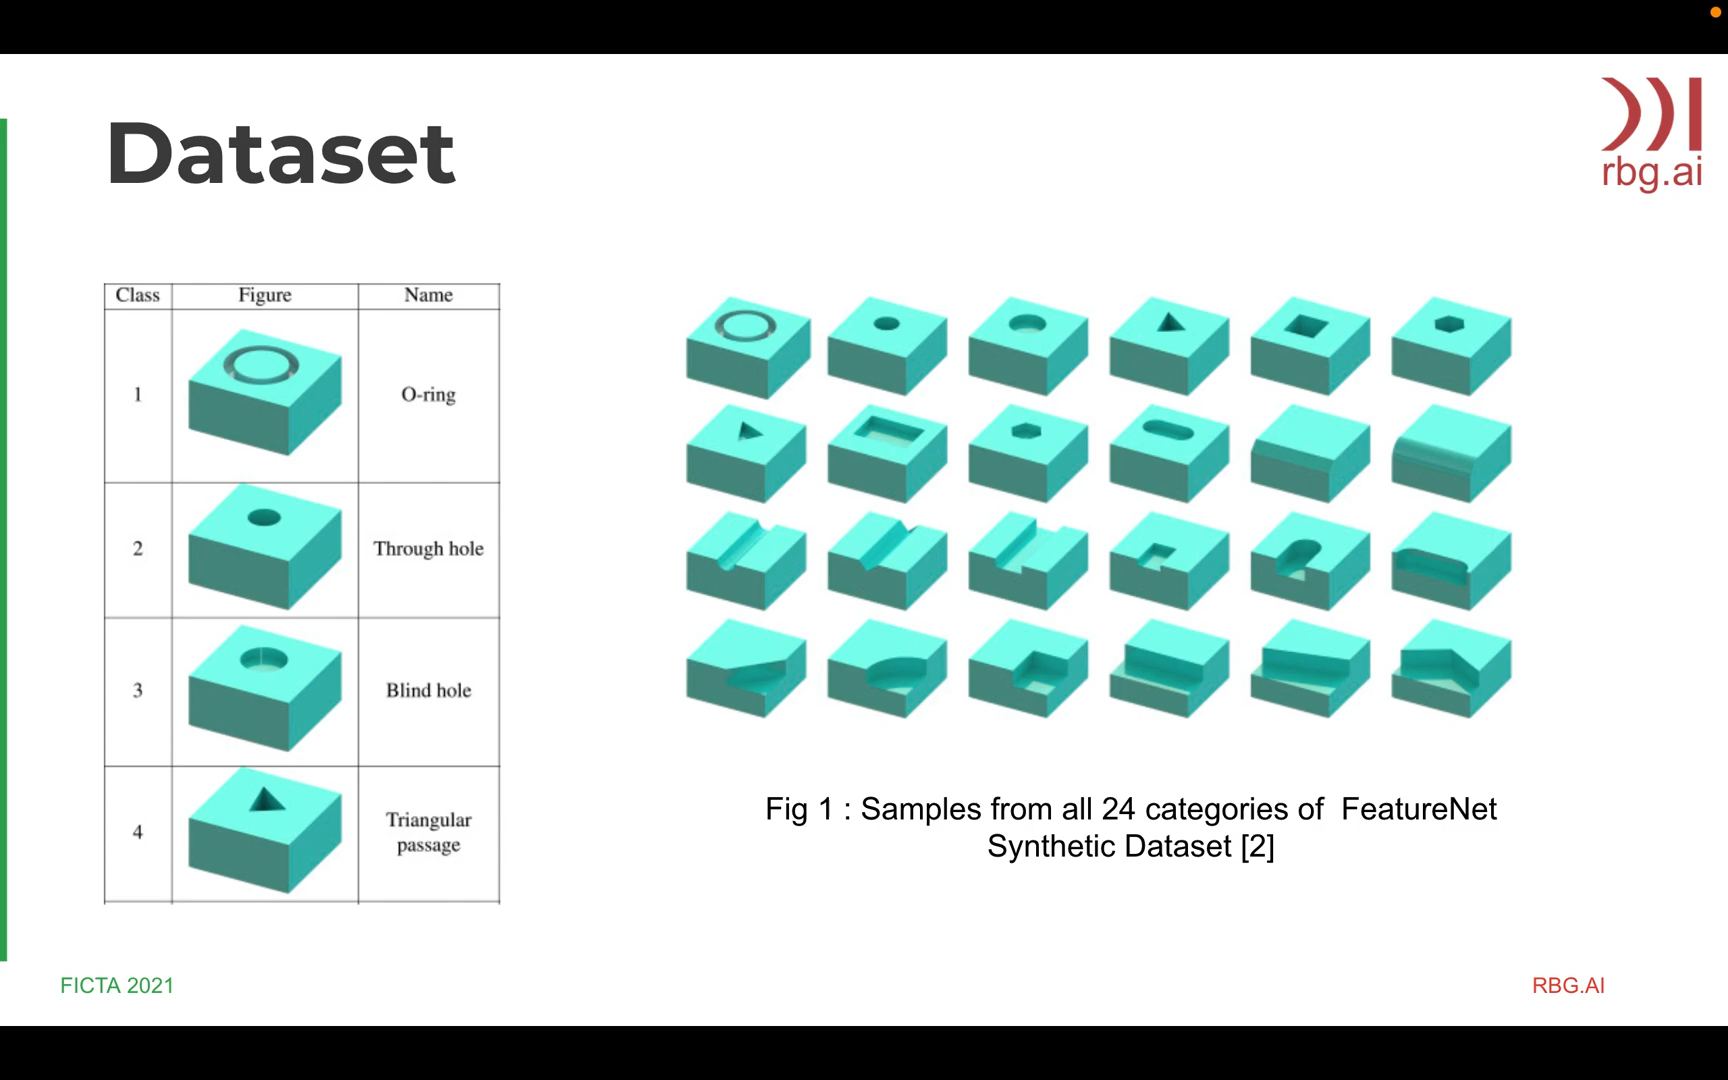 Dataset
rbg.ai
Class Figure Name
1 O-ring
2 Through hole
3 Blind hole
4 Triangular
passage
Fig 1 : Samples from all 24 categories of FeatureNet
Synthetic Dataset [2]
FICTA 2021
RBG.AI